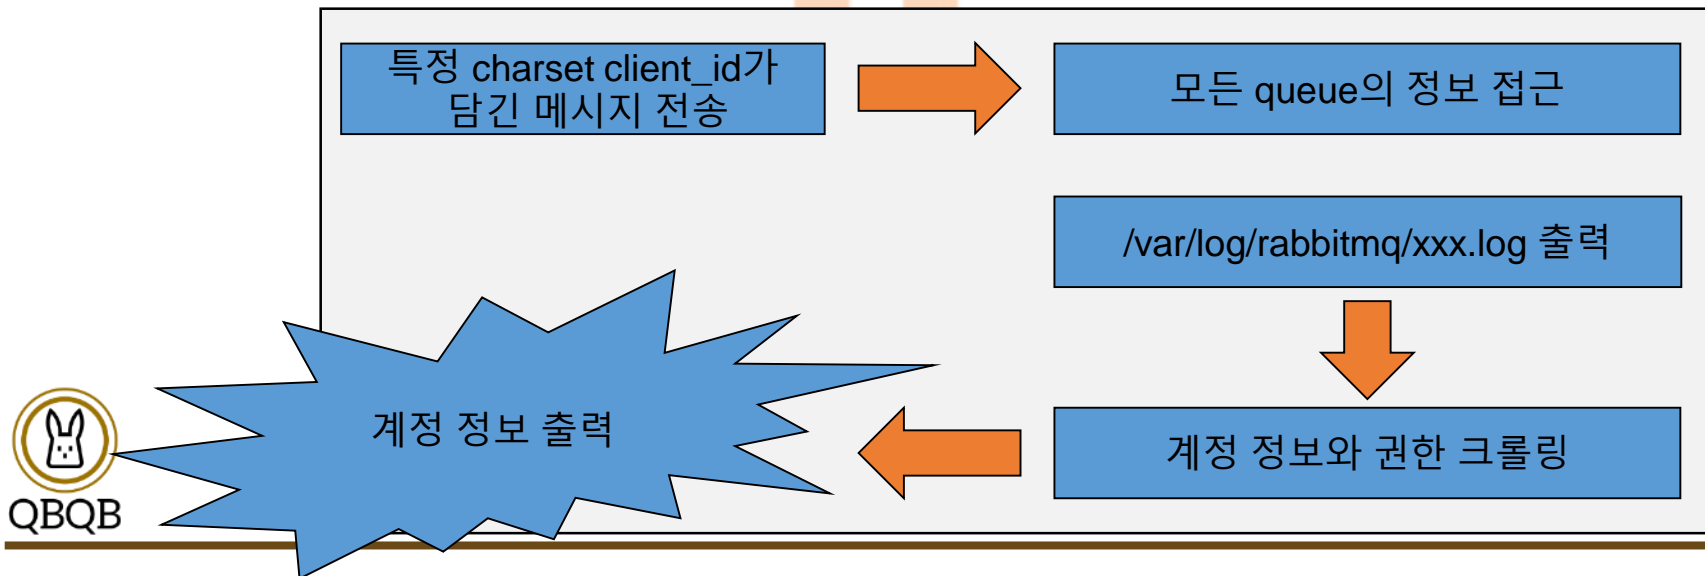 특정 charset client_id가
담긴 메시지 전송
모든 queue의 정보 접근
/var/log/rabbitmq/xxx.log 출력
계정 정보와 권한 크롤링
계정 정보 출력
QBQB